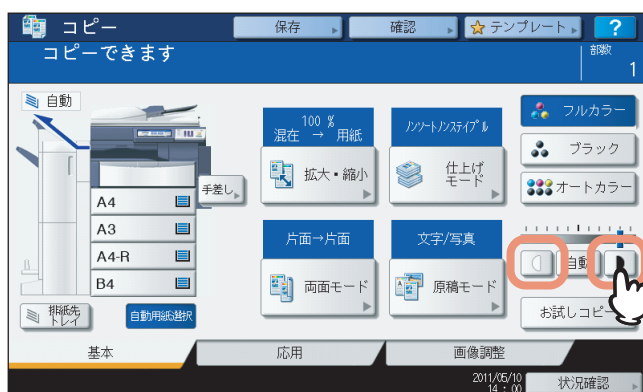 コピー
保存
確認
テンプレート
?
コピーできます
部数
1
自動
手差し
A4
A3
A4-R
B4
排紙先
トレイ
自動用紙選択
100 %
混在 → 用紙
拡大・縮小
ノンソートノンステイプル
仕上げ
モード
片面→片面
両面モード
文字/写真
原稿モード
フルカラー
ブラック
オートカラー
自動
お試しコピー
基本
応用
画像調整
2011/05/10
14 : 00
状況確認